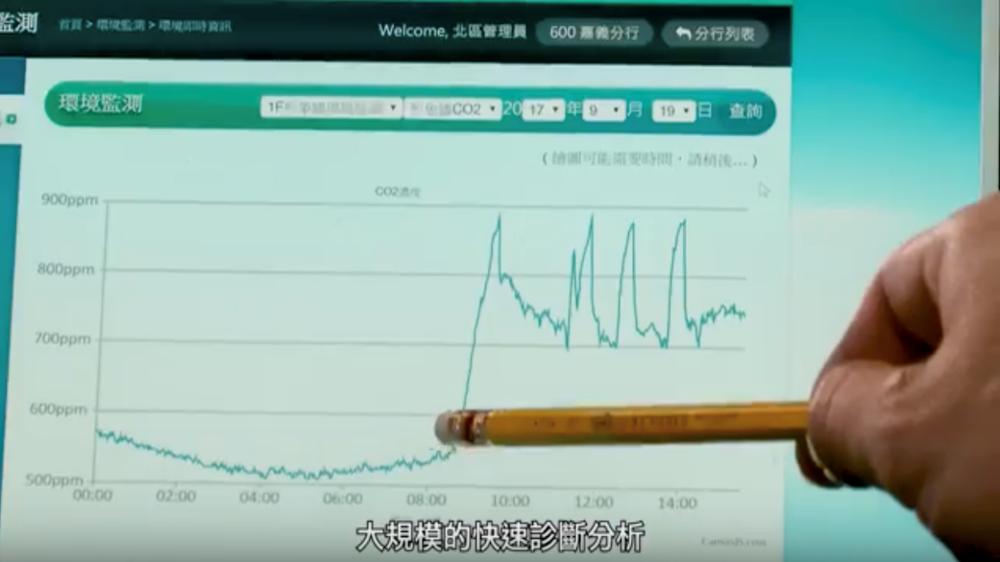 監測
首頁 > 環境監測 > 環境即時資訊
Welcome, 北區管理員
600 嘉義分行
分行列表
環境監測
1F
CO2
2017 年 9 月 19 日
查詢
(繪圖可能需要時間，請稍後...)
CO2濃度
900ppm
800ppm
700ppm
600ppm
500ppm
00:00 02:00 04:00 06:00 08:00 10:00 12:00 14:00
大規模的快速診斷分析
CanvasJS.com